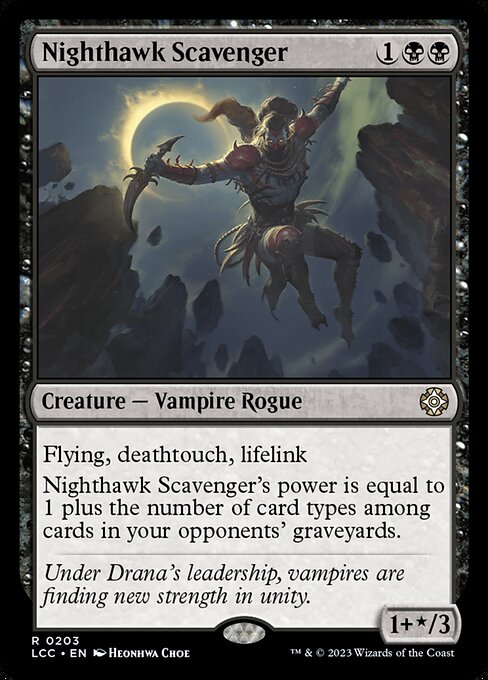 Nighthawk Scavenger 1
Creature — Vampire Rogue
Flying, deathtouch, lifelink
Nighthawk Scavenger's power is equal to
1 plus the number of card types among
cards in your opponents' graveyards.
Under Drana's leadership, vampires are
finding new strength in unity.
1+★/3
R 0203
LCC • EN Heonhwa Choe
™ & © 2023 Wizards of the Coast